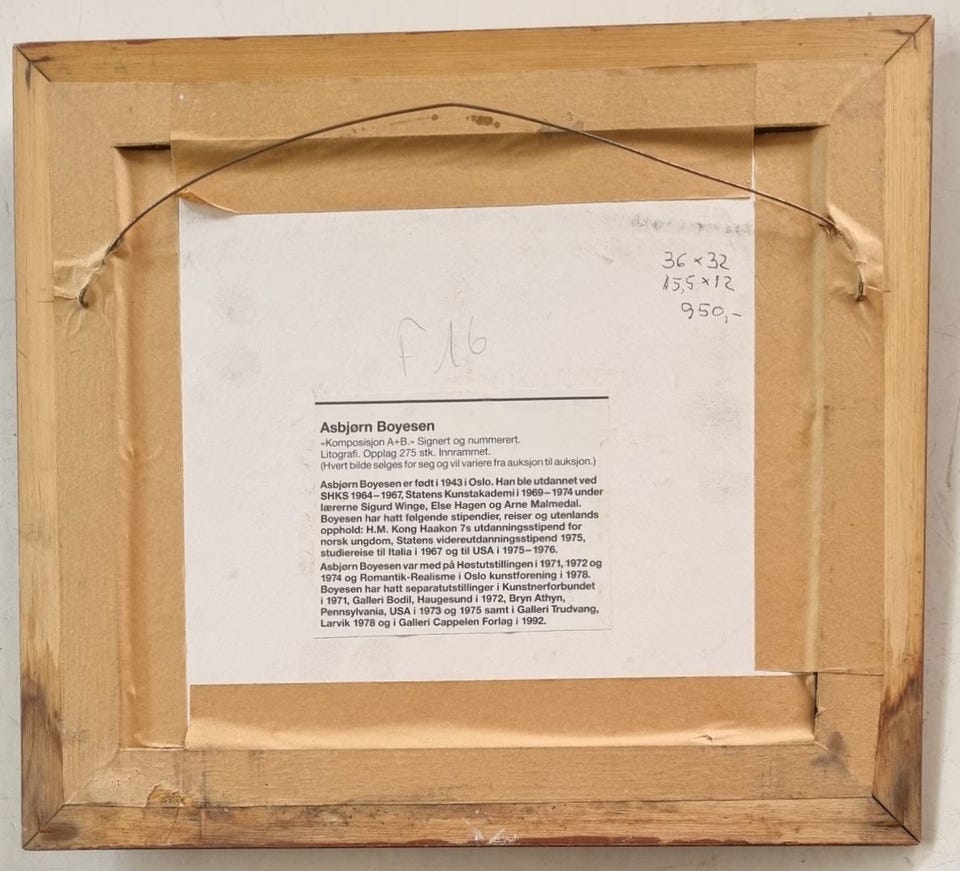 36 x 32
15,5 x 12
950,-
F 16
Asbjørn Boyesen
«Komposisjon A+B.» Signert og nummerert.
Litografi. Opplag 275 stk. Innrammet.
(Hvert bilde selges for seg og vil variere fra auksjon til auksjon.)
Asbjørn Boyesen er født i 1943 i Oslo. Han ble utdannet ved
SHKS 1964–1967, Statens Kunstakademi i 1969–1974 under
lærerne Sigurd Winge, Else Hagen og Arne Malmedal.
Boyesen har hatt følgende stipendier, reiser og utenlands
opphold: H.M. Kong Haakon 7s utdanningsstipend for
norsk ungdom, Statens videreutdanningsstipend 1975,
studiereise til Italia i 1967 og til USA i 1975–1976.
Asbjørn Boyesen var med på Høstutstillingen i 1971, 1972 og
1974 og Romantik-Realisme i Oslo kunstforening i 1978.
Boyesen har hatt separatutstillinger i Kunstnerforbundet
i 1971, Galleri Bodil, Haugesund i 1972, Bryn Athyn,
Pennsylvania, USA i 1973 og 1975 samt i Galleri Trudvang,
Larvik 1978 og i Galleri Cappelen Forlag i 1992.